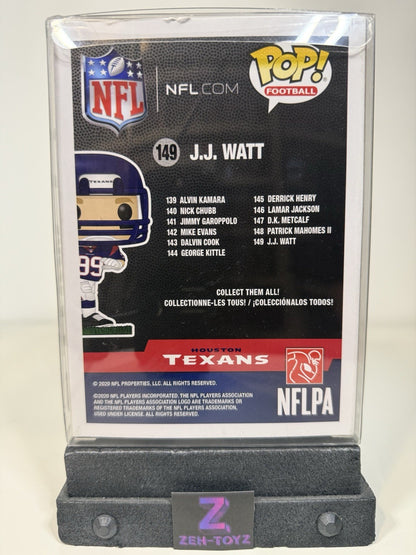 NFL
NFL.COM
POP!
FOOTBALL
149 J.J. WATT
TEXANS
99
139 ALVIN KAMARA
140 NICK CHUBB
141 JIMMY GAROPPOLO
142 MIKE EVANS
143 DALVIN COOK
144 GEORGE KITTLE
145 DERRICK HENRY
146 LAMAR JACKSON
147 D.K. METCALF
148 PATRICK MAHOMES II
149 J.J. WATT
COLLECT THEM ALL!
COLLECTIONNE-LES TOUS! / ¡COLECCIÓNALOS TODOS!
HOUSTON
TEXANS
© 2020 NFL PROPERTIES, LLC. ALL RIGHTS RESERVED.
©2020 NFL PLAYERS INCORPORATED. THE NFL PLAYERS ASSOCIATION
AND THE NFL PLAYERS ASSOCIATION LOGO ARE TRADEMARKS OR
REGISTERED TRADEMARKS OF THE NFL PLAYERS ASSOCIATION.
USED UNDER LICENSE. ALL RIGHTS RESERVED.
NFLPA
Z
ZEH-TOYZ